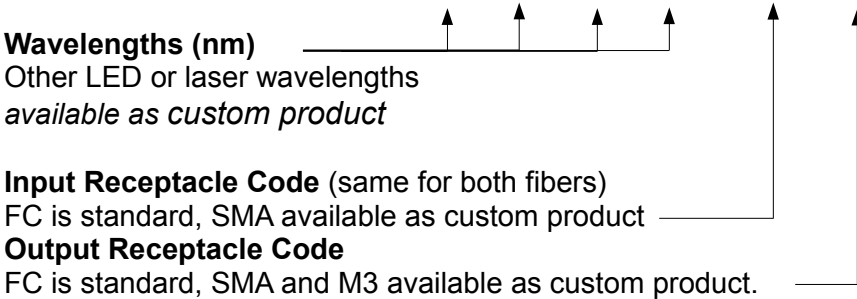 Wavelengths (nm)
Other LED or laser wavelengths
available as custom product
Input Receptacle Code (same for both fibers)
FC is standard, SMA available as custom product
Output Receptacle Code
FC is standard, SMA and M3 available as custom product.